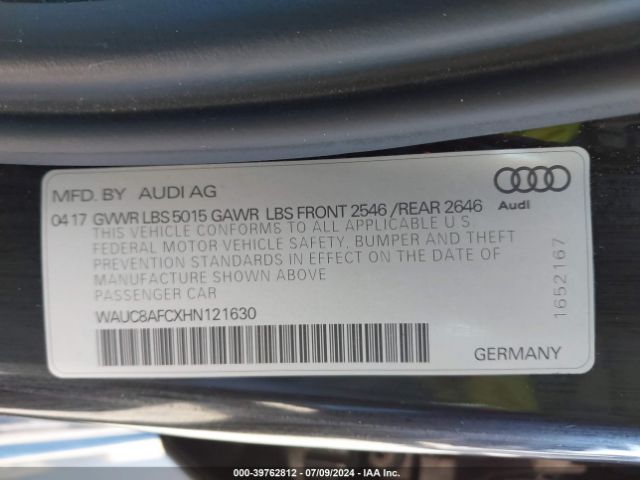 MFD. BY AUDI AG
Audi
04 17 GVWR LBS 5015 GAWR LBS FRONT 2546 /REAR 2646
THIS VEHICLE CONFORMS TO ALL APPLICABLE U.S.
FEDERAL MOTOR VEHICLE SAFETY, BUMPER AND THEFT
PREVENTION STANDARDS IN EFFECT ON THE DATE OF
MANUFACTURE SHOWN ABOVE
PASSENGER CAR
WAUC8AFCXHN121630
1652167
GERMANY
000-39762812 / 07/09/2024 - IAA Inc.